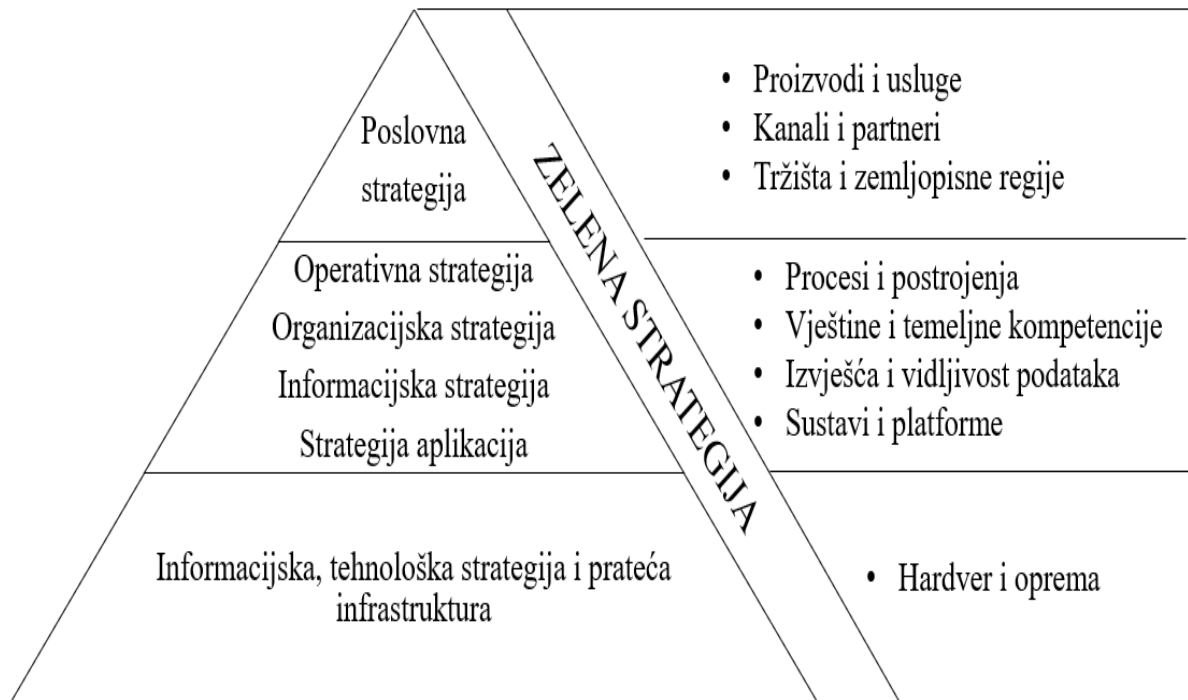 Poslovna
strategija
Operativna strategija
Organizacijska strategija
Informacijska strategija
Strategija aplikacija
Informacijska, tehnološka strategija i prateća
infrastruktura
ZELENA STRATEGIJA
• Proizvodi i usluge
• Kanali i partneri
• Tržišta i zemljopisne regije
• Procesi i postrojenja
• Vještine i temeljne kompetencije
• Izvješća i vidljivost podataka
• Sustavi i platforme
• Hardver i oprema